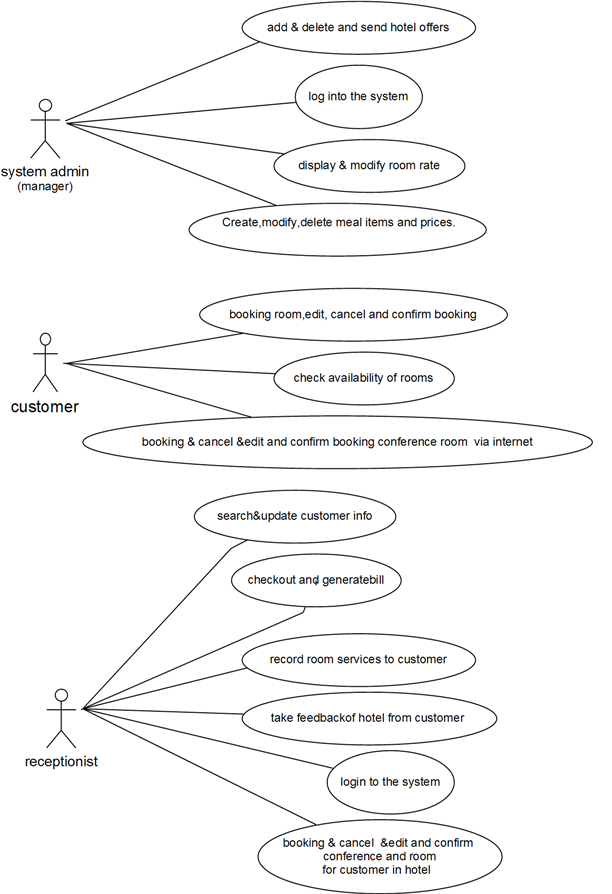 add & delete and send hotel offers
log into the system
display & modify room rate
system admin
(manager)
Create,modify,delete meal items and prices.
booking room,edit, cancel and confirm booking
check availability of rooms
customer
booking & cancel &edit and confirm booking conference room via internet
search&update customer info
checkout and generatebill
record room services to customer
take feedbackof hotel from customer
receptionist
login to the system
booking & cancel &edit and confirm
conference and room
for customer in hotel